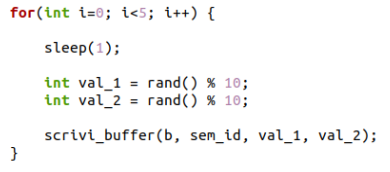 for(int i=0; i<5; i++) {
sleep(1);
int val_1 = rand() % 10;
int val_2 = rand() % 10;
scrivi_buffer(b, sem_id, val_1, val_2);
}